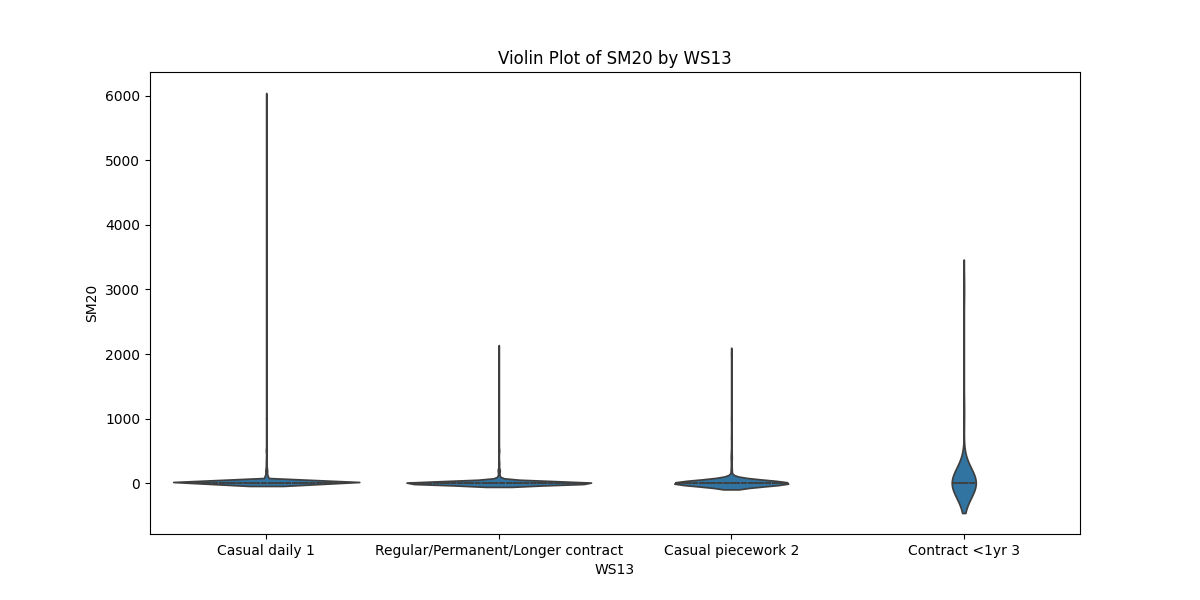 Violin Plot of SM20 by WS13
6000
5000
4000
3000
2000
1000
0
SM20
Casual daily 1
Regular/Permanent/Longer contract
Casual piecework 2
Contract <1yr 3
WS13